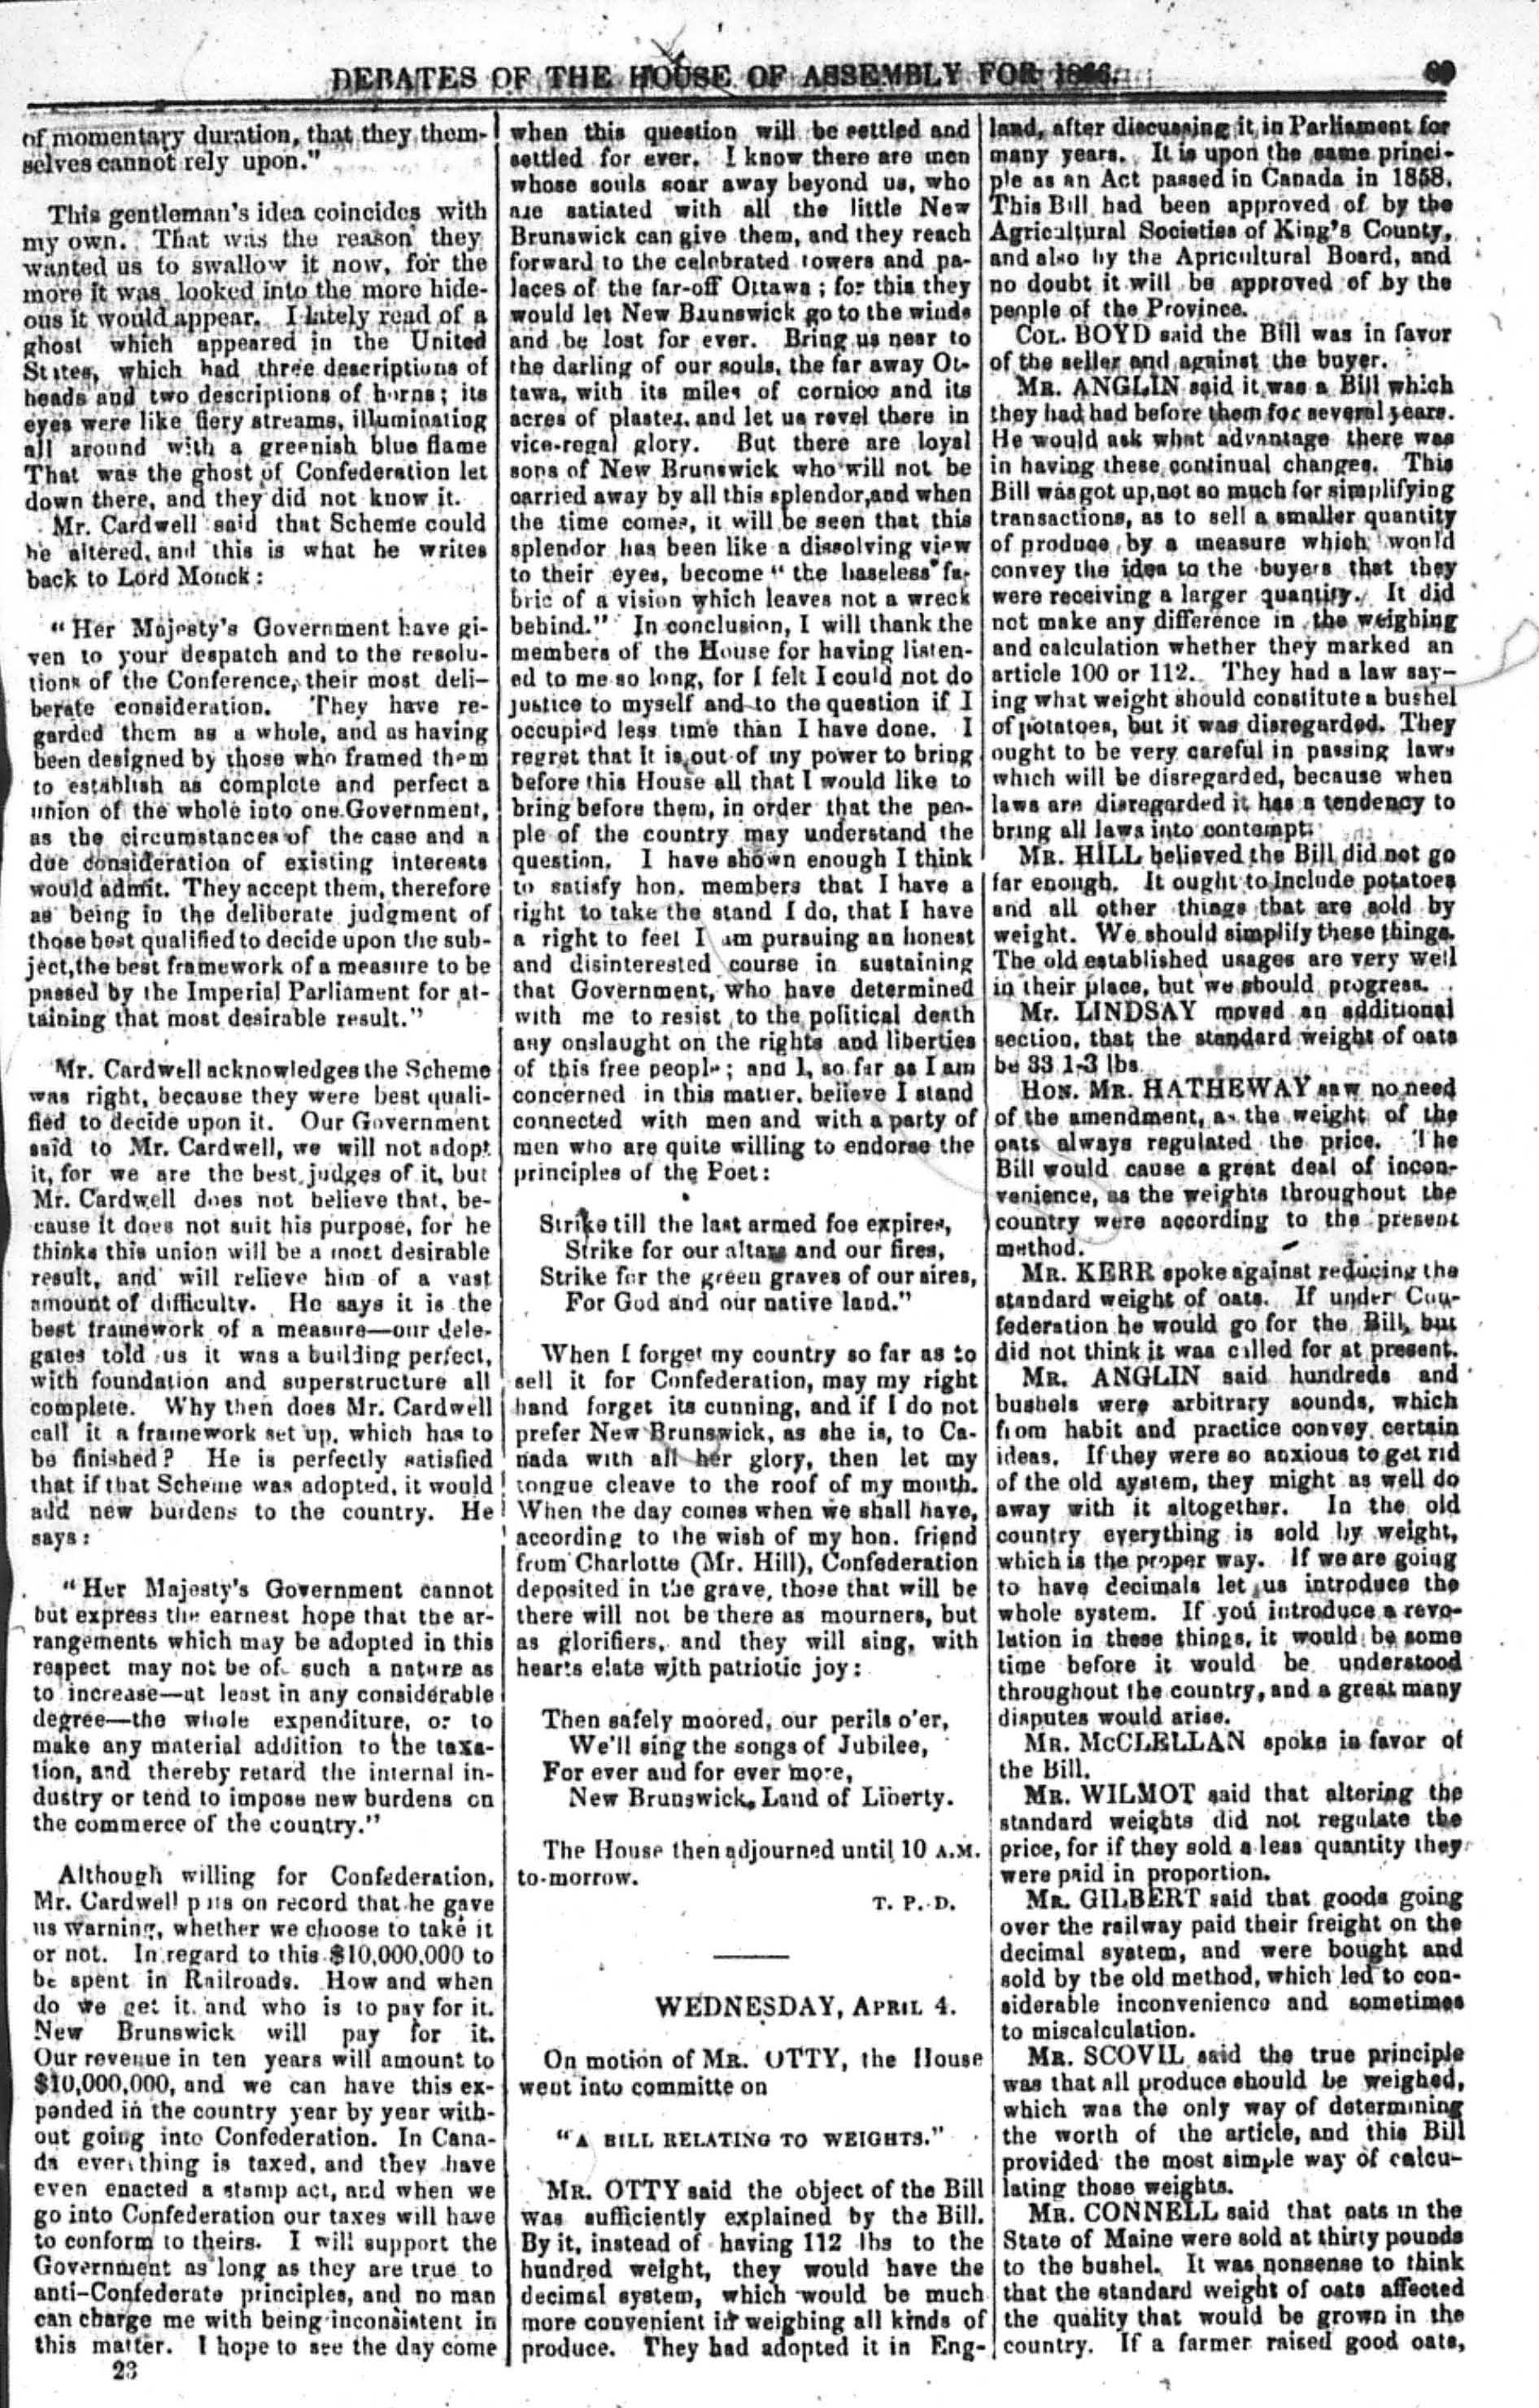 DEBATES OF THE HOUSE OF ASSEMBLY FOR 1866.
of momentary duration, that they them-
selves cannot rely upon."
This gentleman's idea coincides with
my own. That was the reason they
wanted us to swallow it now, for the
more it was looked into the more hide-
ous it would appear. I lately read of a
ghost which appeared in the United
States, which had three descriptions of
heads and two descriptions of horns; its
eyes were like fiery streams, illuminating
all around with a greenish blue flame
That was the ghost of Confederation let
down there, and they did not know it.
Mr. Cardwell said that Scheme could
be altered, and this is what he writes
back to Lord Monck:
"Her Majesty's Government have gi-
ven to your despatch and to the resolu-
tions of the Conference, their most deli-
berate consideration. They have re-
garded them as a whole, and as having
been designed by those who framed them
to establish as complete and perfect a
union of the whole into one Government,
as the circumstances of the case and a
due consideration of existing interests
would admit. They accept them, therefore
as being in the deliberate judgment of
those best qualified to decide upon the sub-
ject, the best framework of a measure to be
passed by the Imperial Parliament for at-
taining that most desirable result."
Mr. Cardwell acknowledges the Scheme
was right, because they were best quali-
fied to decide upon it. Our Government
said to Mr. Cardwell, we will not adopt
it, for we are the best judges of it, but
Mr. Cardwell does not believe that, be-
cause it does not suit his purpose, for he
thinks this union will be a most desirable
result, and will relieve him of a vast
amount of difficulty. He says it is the
best framework of a measure—our dele-
gates told us it was a building perfect,
with foundation and superstructure all
complete. Why then does Mr. Cardwell
call it a framework set up, which has to
be finished? He is perfectly satisfied
that if that Scheme was adopted, it would
add new burdens to the country. He
says:
"Her Majesty's Government cannot
but express the earnest hope that the ar-
rangements which may be adopted in this
respect may not be of such a nature as
to increase—at least in any considerable
degree—the whole expenditure, or to
make any material addition to the taxa-
tion, and thereby retard the internal in-
dustry or tend to impose new burdens on
the commerce of the country."
Although willing for Confederation,
Mr. Cardwell puts on record that he gave
us warning, whether we choose to take it
or not. In regard to this $10,000,000 to
be spent in Railroads. How and when
do we get it, and who is to pay for it.
New Brunswick will pay for it.
Our revenue in ten years will amount to
$10,000,000, and we can have this ex-
panded in the country year by year with-
out going into Confederation. In Cana-
da everything is taxed, and they have
even enacted a stamp act, and when we
go into Confederation our taxes will have
to conform to theirs. I will support the
Government as long as they are true to
anti-Confederate principles, and no man
can charge me with being inconsistent in
this matter. I hope to see the day come
23
when this question will be settled and
settled for ever. I know there are men
whose souls soar away beyond us, who
are satiated with all the little New
Brunswick can give them, and they reach
forward to the celebrated towers and pa-
laces of the far-off Ottawa; for this they
would let New Brunswick go to the winds
and be lost for ever. Bring us near to
the darling of our souls, the far away Ot-
tawa, with its miles of cornice and its
acres of plaster, and let us revel there in
vice-regal glory. But there are loyal
sons of New Brunswick who will not be
carried away by all this splendor, and when
the time comes, it will be seen that this
splendor has been like a dissolving view
to their eyes, become "the baseless fa-
bric of a vision which leaves not a wreck
behind." In conclusion, I will thank the
members of the House for having listen-
ed to me so long, for I felt I could not do
justice to myself and to the question if I
occupied less time than I have done. I
regret that it is out of my power to bring
before this House all that I would like to
bring before them, in order that the peo-
ple of the country may understand the
question. I have shown enough I think
to satisfy hon. members that I have a
right to take the stand I do, that I have
a right to feel I am pursuing an honest
and disinterested course in sustaining
that Government, who have determined
with me to resist to the political death
any onslaught on the rights and liberties
of this free people; and I, so far as I am
concerned in this matter, believe I stand
connected with men and with a party of
men who are quite willing to endorse the
principles of the Poet:
Strike till the last armed foe expires,
Strike for our altars and our fires,
Strike for the green graves of our sires,
For God and our native land."
When I forget my country so far as to
sell it for Confederation, may my right
hand forget its cunning, and if I do not
prefer New Brunswick, as she is, to Ca-
nada with all her glory, then let my
tongue cleave to the roof of my mouth.
When the day comes when we shall have,
according to the wish of my hon. friend
from Charlotte (Mr. Hill), Confederation
deposited in the grave, those that will be
there will not be there as mourners, but
as glorifiers, and they will sing, with
hearts elate with patriotic joy:
Then safely moored, our perils o'er,
We'll sing the songs of Jubilee,
For ever and for ever more,
New Brunswick, Land of Liberty.
The House then adjourned until 10 A.M.
to-morrow.
T. P. D.
WEDNESDAY, APRIL 4.
On motion of MR. OTTY, the House
went into committe on
"A BILL RELATING TO WEIGHTS."
MR. OTTY said the object of the Bill
was sufficiently explained by the Bill.
By it, instead of having 112 lbs to the
hundred weight, they would have the
decimal system, which would be much
more convenient in weighing all kinds of
produce. They had adopted it in Eng-
land, after discussing it in Parliament for
many years. It is upon the same princi-
ple as an Act passed in Canada in 1858.
This Bill had been approved of by the
Agricultural Societies of King's County,
and also by the Apricultural Board, and
no doubt it will be approved of by the
people of the Province.
COL. BOYD said the Bill was in favor
of the seller and against the buyer.
MR. ANGLIN said it was a Bill which
they had had before them for several years.
He would ask what advantage there was
in having these continual changes. This
Bill was got up, not so much for simplifying
transactions, as to sell a smaller quantity
of produce by a measure which would
convey the idea to the buyers that they
were receiving a larger quantity. It did
not make any difference in the weighing
and calculation whether they marked an
article 100 or 112. They had a law say-
ing what weight should constitute a bushel
of potatoes, but it was disregarded. They
ought to be very careful in passing laws
which will be disregarded, because when
laws are disregarded it has a tendency to
bring all laws into contempt.
MR. HILL believed the Bill did not go
far enough. It ought to include potatoes
and all other things that are sold by
weight. We should simplify these things.
The old established usages are very well
in their place, but we should progress.
Mr. LINDSAY moved an additional
section, that the standard weight of oats
be 33 1-3 lbs
HON. MR. HATHEWAY saw no need
of the amendment, as the weight of the
oats always regulated the price. The
Bill would cause a great deal of incon-
venience, as the weights throughout the
country were according to the present
method.
MR. KERR spoke against reducing the
standard weight of oats. If under Con-
federation he would go for the Bill, but
did not think it was called for at present.
MR. ANGLIN said hundreds and
bushels were arbitrary sounds, which
from habit and practice convey certain
ideas. If they were so anxious to get rid
of the old system, they might as well do
away with it altogether. In the old
country everything is sold by weight,
which is the proper way. If we are going
to have decimals let us introduce the
whole system. If you introduce a revo-
lution in these things, it would be some
time before it would be understood
throughout the country, and a great many
disputes would arise.
MR. MCCLELLAN spoke in favor of
the Bill.
MR. WILMOT said that altering the
standard weights did not regulate the
price, for if they sold a less quantity they
were paid in proportion.
MR. GILBERT said that goods going
over the railway paid their freight on the
decimal system, and were bought and
sold by the old method, which led to con-
siderable inconvenience and sometimes
to miscalculation.
MR. SCOVIL said the true principle
was that all produce should be weighed,
which was the only way of determining
the worth of the article, and this Bill
provided the most simple way of calcu-
lating those weights.
MR. CONNELL said that oats in the
State of Maine were sold at thirty pounds
to the bushel. It was nonsense to think
that the standard weight of oats affected
the quality that would be grown in the
country. If a farmer raised good oats,